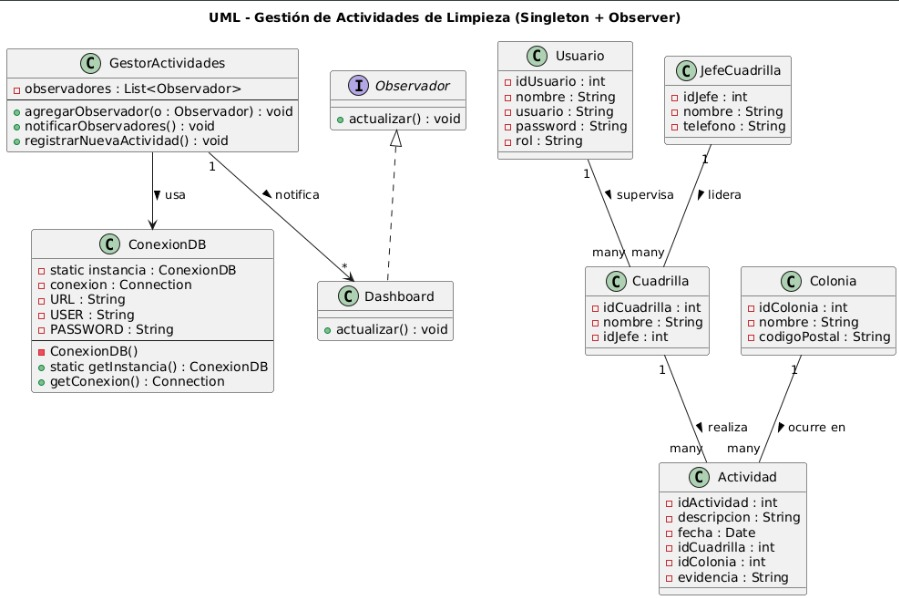 UML - Gestión de Actividades de Limpieza (Singleton + Observer)
C GestorActividades
observadores : List<Observador>
agregarObservador(o : Observador) : void
notificarObservadores() : void
registrarNuevaActividad() : void
I Observador
actualizar() : void
C Usuario
idUsuario : int
nombre : String
usuario : String
password : String
rol : String
C JefeCuadrilla
idJefe : int
nombre : String
telefono : String
usa
1
notifica
*
1
supervisa
many
1
lidera
many
C ConexionDB
static instancia : ConexionDB
conexion : Connection
URL : String
USER : String
PASSWORD : String
ConexionDB()
static getInstancia() : ConexionDB
getConexion() : Connection
C Dashboard
actualizar() : void
C Cuadrilla
idCuadrilla : int
nombre : String
idJefe : int
C Colonia
idColonia : int
nombre : String
codigoPostal : String
1
realiza
many
1
ocurre en
many
C Actividad
idActividad : int
descripcion : String
fecha : Date
idCuadrilla : int
idColonia : int
evidencia : String